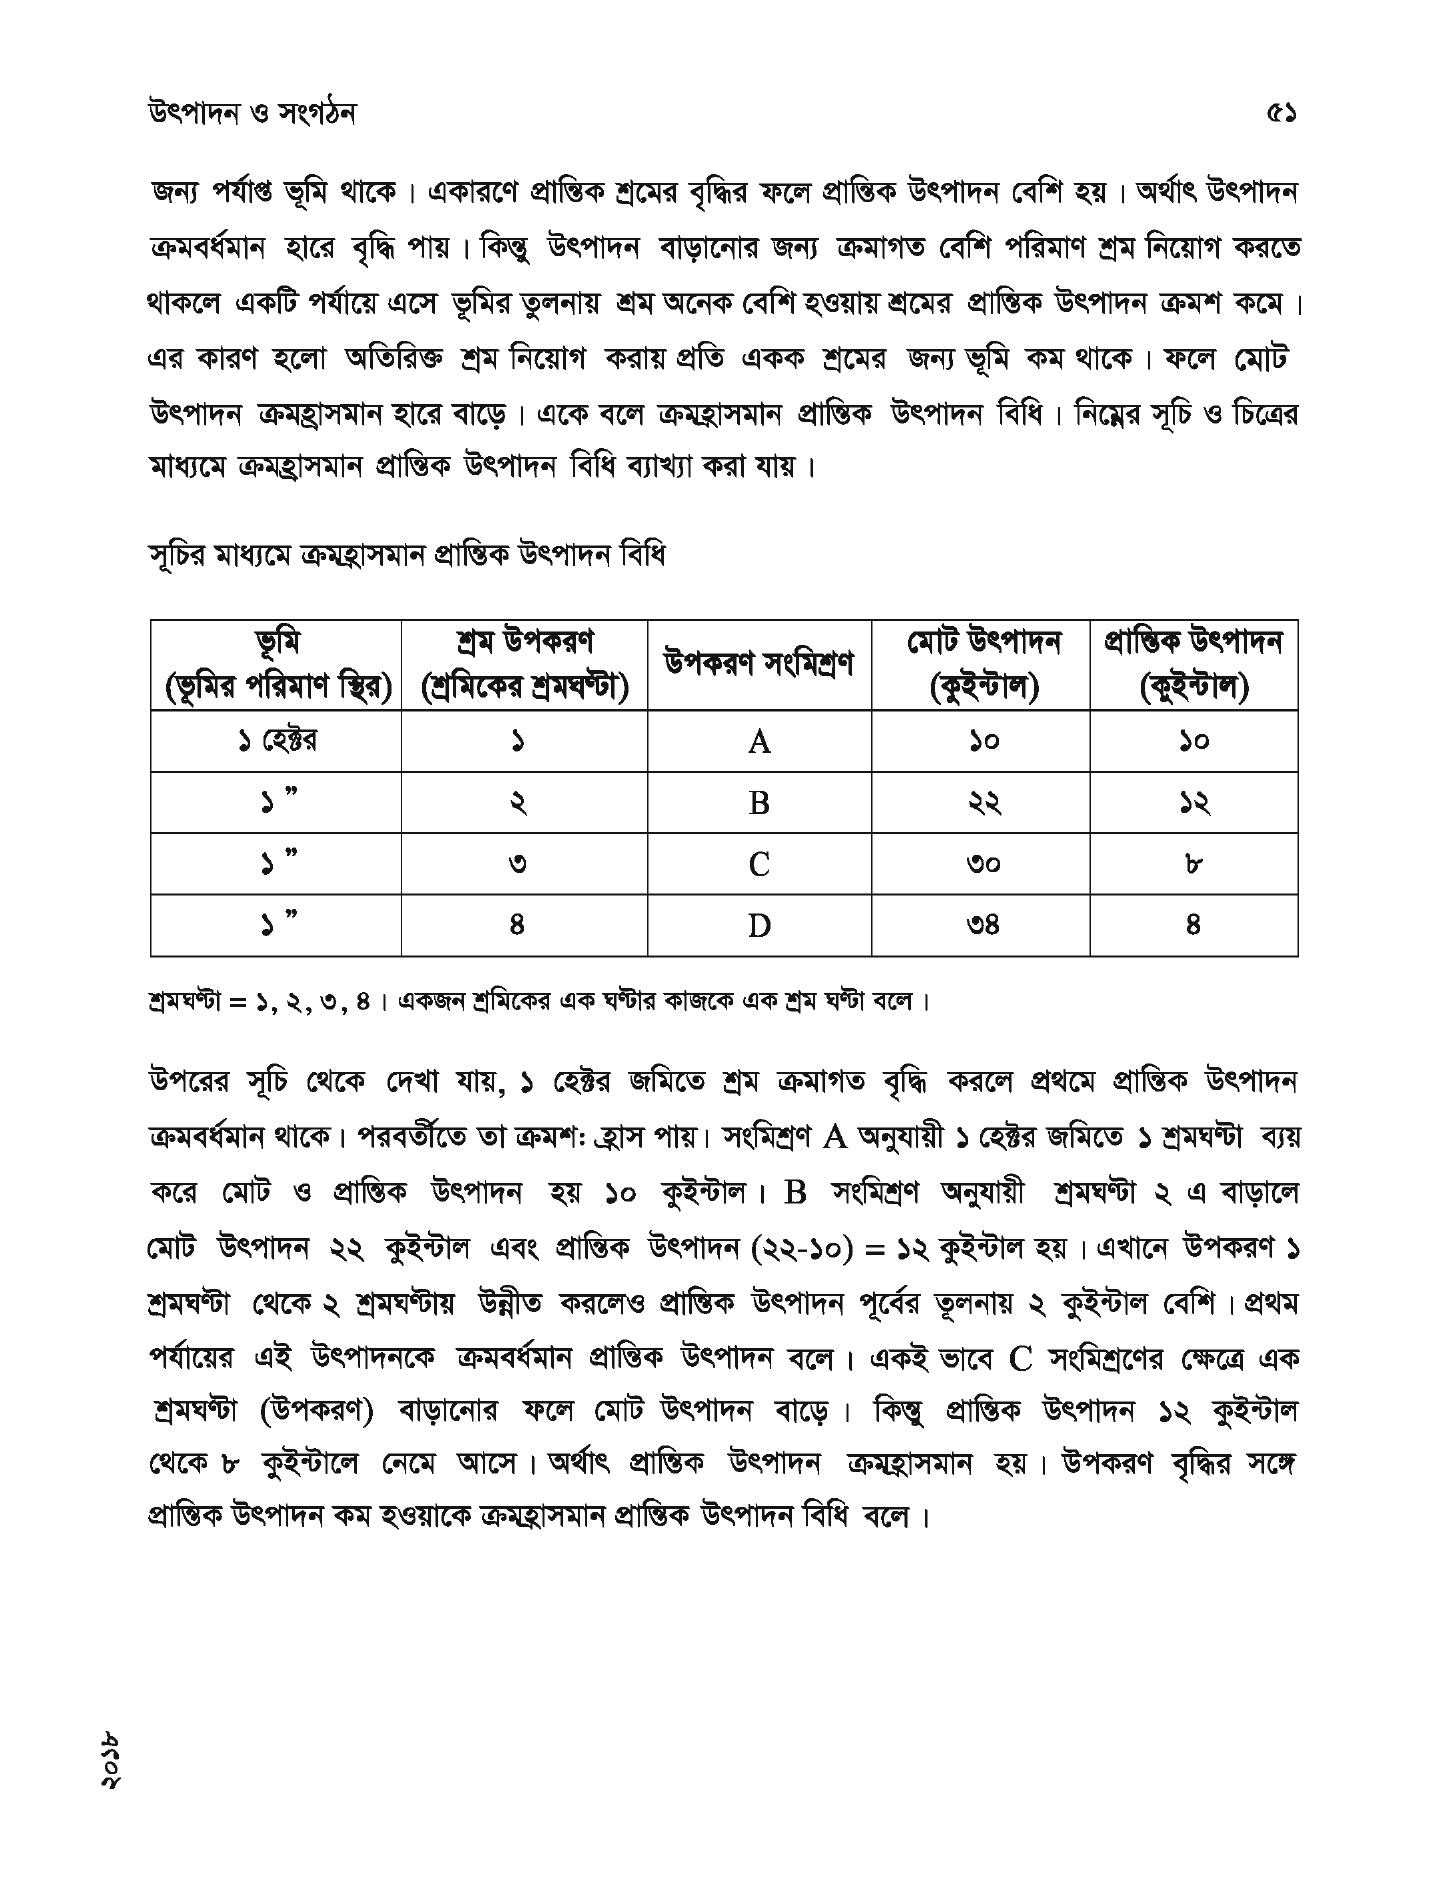 উৎপাদন ও সংগঠন ৫১
জন্য পর্যাপ্ত ভূমি থাকে। একারণে প্রান্তিক শ্রমের বৃদ্ধির ফলে প্রান্তিক উৎপাদন বেশি হয়। অর্থাৎ উৎপাদন
ক্রমবর্ধমান হারে বৃদ্ধি পায়। কিন্তু উৎপাদন বাড়ানোর জন্য ক্রমাগত বেশি পরিমাণ শ্রম নিয়োগ করতে
থাকলে একটি পর্যায়ে এসে ভূমির তুলনায় শ্রম অনেক বেশি হওয়ায় শ্রমের প্রান্তিক উৎপাদন ক্রমশ কমে।
এর কারণ হলো অতিরিক্ত শ্রম নিয়োগ করায় প্রতি একক শ্রমের জন্য ভূমি কম থাকে। ফলে মোট
উৎপাদন ক্রমহ্রাসমান হারে বাড়ে। একে বলে ক্রমহ্রাসমান প্রান্তিক উৎপাদন বিধি। নিম্নের সূচি ও চিত্রের
মাধ্যমে ক্রমহ্রাসমান প্রান্তিক উৎপাদন বিধি ব্যাখ্যা করা যায়।
সূচির মাধ্যমে ক্রমহ্রাসমান প্রান্তিক উৎপাদন বিধি
ভূমি শ্রম উপকরণ উপকরণ সংমিশ্রণ মোট উৎপাদন প্রান্তিক উৎপাদন
(ভূমির পরিমাণ স্থির) (শ্রমিকের শ্রমঘণ্টা) (কুইন্টাল) (কুইন্টাল)
১ হেক্টর ১ A ১০ ১০
১ ” ২ B ২২ ১২
১ ” ৩ C ৩০ ৮
১ ” ৪ D ৩৪ ৪
শ্রমঘণ্টা = ১, ২, ৩, ৪। একজন শ্রমিকের এক ঘণ্টার কাজকে এক শ্রম ঘণ্টা বলে।
উপরের সূচি থেকে দেখা যায়, ১ হেক্টর জমিতে শ্রম ক্রমাগত বৃদ্ধি করলে প্রথমে প্রান্তিক উৎপাদন
ক্রমবর্ধমান থাকে। পরবর্তীতে তা ক্রমশঃ হ্রাস পায়। সংমিশ্রণ A অনুযায়ী ১ হেক্টর জমিতে ১ শ্রমঘণ্টা ব্যয়
করে মোট ও প্রান্তিক উৎপাদন হয় ১০ কুইন্টাল। B সংমিশ্রণ অনুযায়ী শ্রমঘণ্টা ২ এ বাড়ালে
মোট উৎপাদন ২২ কুইন্টাল এবং প্রান্তিক উৎপাদন (২২-১০) = ১২ কুইন্টাল হয়। এখানে উপকরণ ১
শ্রমঘণ্টা থেকে ২ শ্রমঘণ্টায় উন্নীত করলেও প্রান্তিক উৎপাদন পূর্বের তূলনায় ২ কুইন্টাল বেশি। প্রথম
পর্যায়ের এই উৎপাদনকে ক্রমবর্ধমান প্রান্তিক উৎপাদন বলে। একই ভাবে C সংমিশ্রণের ক্ষেত্রে এক
শ্রমঘণ্টা (উপকরণ) বাড়ানোর ফলে মোট উৎপাদন বাড়ে। কিন্তু প্রান্তিক উৎপাদন ১২ কুইন্টাল
থেকে ৮ কুইন্টালে নেমে আসে। অর্থাৎ প্রান্তিক উৎপাদন ক্রমহ্রাসমান হয়। উপকরণ বৃদ্ধির সঙ্গে
প্রান্তিক উৎপাদন কম হওয়াকে ক্রমহ্রাসমান প্রান্তিক উৎপাদন বিধি বলে।
২০১৮